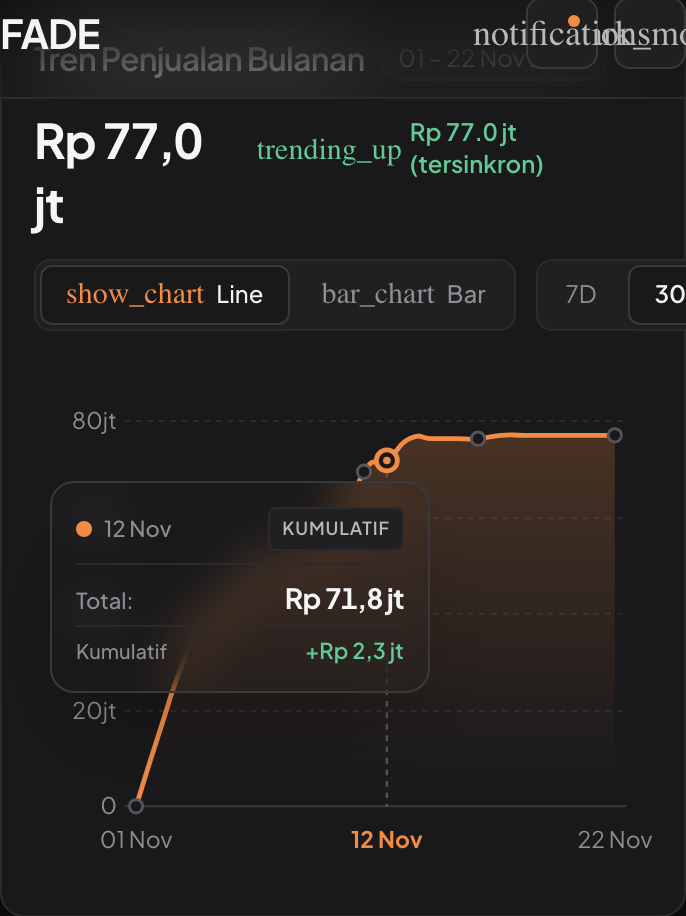 FADE
notifications
Tren Penjualan Bulanan
01 – 22 Nov
Rp 77,0
jt
trending_up
Rp 77.0 jt
(tersinkron)
show_chart Line
bar_chart Bar
7D
30
80jt
12 Nov
KUMULATIF
Total:
Rp 71,8 jt
Kumulatif
+Rp 2,3 jt
20jt
0
01 Nov
12 Nov
22 Nov